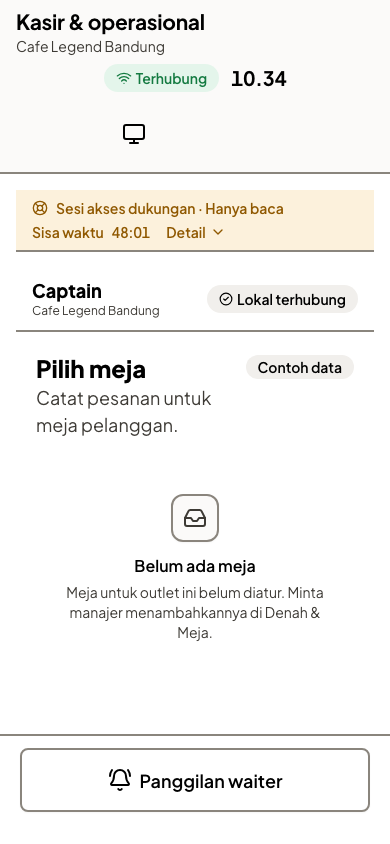 Kasir & operasional
Cafe Legend Bandung
Terhubung 10.34
Sesi akses dukungan · Hanya baca
Sisa waktu 48:01 Detail
Captain
Cafe Legend Bandung
Lokal terhubung
Pilih meja
Contoh data
Catat pesanan untuk
meja pelanggan.
Belum ada meja
Meja untuk outlet ini belum diatur. Minta
manajer menambahkannya di Denah &
Meja.
Panggilan waiter